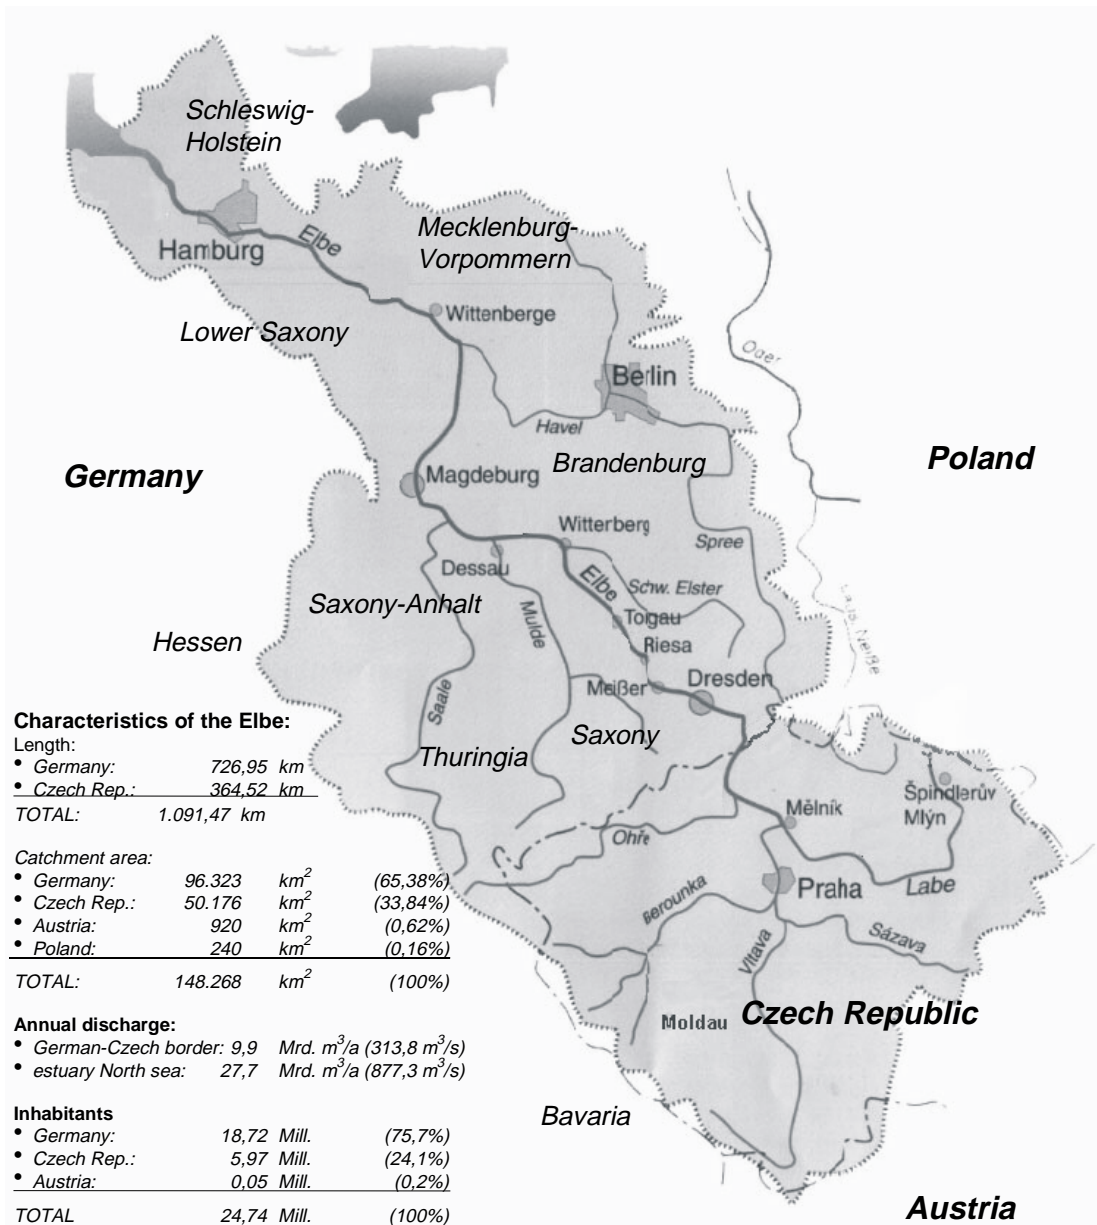 Schleswig-
Holstein
Mecklenburg-
Vorpommern
Elbe
Hamburg
Wittenberge
Lower Saxony
Oder
Berlin
Havel
Germany
Brandenburg
Poland
Magdeburg
Witterberg
Spree
Dessau
Elbe
Schw. Elster
Saxony-Anhalt
Mulde
Torgau
Hessen
Riesa
Laus. Neiße
Meißer
Dresden
Saale
Saxony
Thuringia
Špindlerův
Mlýn
Mělník
Ohře
Praha
Labe
Berounka
Sázava
Vltava
Moldau
Czech Republic
Bavaria
Austria
Characteristics of the Elbe:
Length:
• Germany: 726,95 km
• Czech Rep.: 364,52 km
TOTAL: 1.091,47 km
Catchment area:
• Germany: 96.323 km² (65,38%)
• Czech Rep.: 50.176 km² (33,84%)
• Austria: 920 km² (0,62%)
• Poland: 240 km² (0,16%)
TOTAL: 148.268 km² (100%)
Annual discharge:
• German-Czech border: 9,9 Mrd. m³/a (313,8 m³/s)
• estuary North sea: 27,7 Mrd. m³/a (877,3 m³/s)
Inhabitants
• Germany: 18,72 Mill. (75,7%)
• Czech Rep.: 5,97 Mill. (24,1%)
• Austria: 0,05 Mill. (0,2%)
TOTAL 24,74 Mill. (100%)